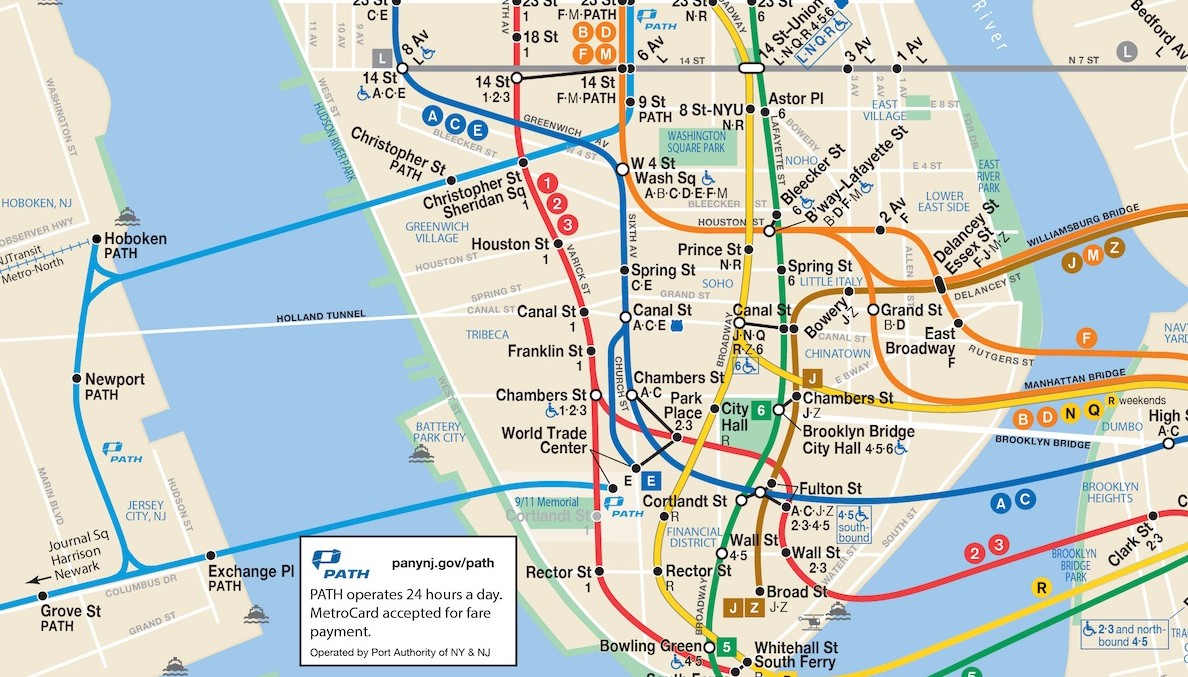 23 St
C·E
23 St
1
23 St
F·M·PATH
PATH
23 St
N·R
23 St
6
11 AV
10 AV
9 AV
18 St
1
B D
F M
14 St-Union
L·N·Q·R·4·5·6
L·N·Q·R
River
Bedford Av
L
8 Av
L
L
14 St
A·C·E
14 St
1·2·3
14 St
F·M·PATH
6 Av
L
14 ST
3 Av
L
1 Av
L
N 7 ST
L
3 AV
2 AV
1 AV
WASHINGTON ST
WEST ST
HUDSON RIVER PARK
A C E
GREENWICH AV
BLEECKER ST
W 4 ST
9 St
PATH
8 St-NYU
N·R
Astor Pl
6
EAST VILLAGE
E 8 ST
FDR DR
WASHINGTON SQUARE PARK
BOWERY
LAFAYETTE ST
NOHO
Christopher St
PATH
Christopher St
Sheridan Sq
1
1
2
3
W 4 St
Wash Sq
A·B·C·D·E·F·M
Bleecker St
6
B'way-Lafayette St
B·D·F·M
E 4 ST
EAST RIVER PARK
LOWER EAST SIDE
BLEECKER ST
HOUSTON ST
2 Av
F
Delancey St
Essex St
F·J·M·Z
WILLIAMSBURG BRIDGE
J M Z
HOBOKEN, NJ
OBSERVER HWY
NJTransit
Metro-North
Hoboken
PATH
GREENWICH VILLAGE
HOUSTON ST
Houston St
1
VARICK ST
SIXTH AV
Prince St
N·R
Spring St
C·E
SOHO
Spring St
6
LITTLE ITALY
ALLEN ST
DELANCEY ST
SPRING ST
GRAND ST
CANAL ST
HOLLAND TUNNEL
TRIBECA
Canal St
1
Canal St
A·C·E
Canal St
J·N·Q
R·Z·6
6
BROADWAY
Bowery
J·Z
Grand St
B·D
CANAL ST
CHINATOWN
E BWAY
East Broadway
F
RUTGERS ST
F
NAVY
YARD
Franklin St
1
CHURCH ST
Newport
PATH
PATH
WEST ST
Chambers St
1·2·3
Chambers St
A·C
Park Place
2·3
City Hall
R
6
J
Chambers St
J·Z
MANHATTAN BRIDGE
B D N Q
R weekends
DUMBO
High S
A·C
World Trade Center
Brooklyn Bridge
City Hall 4·5·6
BROOKLYN BRIDGE
BATTERY PARK CITY
MARIN BLVD
HUDSON ST
JERSEY CITY, NJ
E
E
9/11 Memorial
Cortlandt St
1
PATH
Cortlandt St
R
Fulton St
A·C·J·Z
2·3·4·5
4·5
south-
bound
A C
BROOKLYN HEIGHTS
SOUTH ST
FINANCIAL DISTRICT
Wall St
4·5
Wall St
2·3
WATER ST
2 3
Clark St
2·3
BROOKLYN BRIDGE PARK
Journal Sq
Harrison
Newark
Exchange Pl
PATH
COLUMBUS DR
Grove St
PATH
GRAND ST
PATH
panynj.gov/path
PATH operates 24 hours a day.
MetroCard accepted for fare
payment.
Operated by Port Authority of NY & NJ
Rector St
1
Rector St
R
BROADWAY
J Z
Broad St
J·Z
R
2·3 and north-
bound 4·5
Bowling Green
4·5
5
Whitehall St
South Ferry
R
5